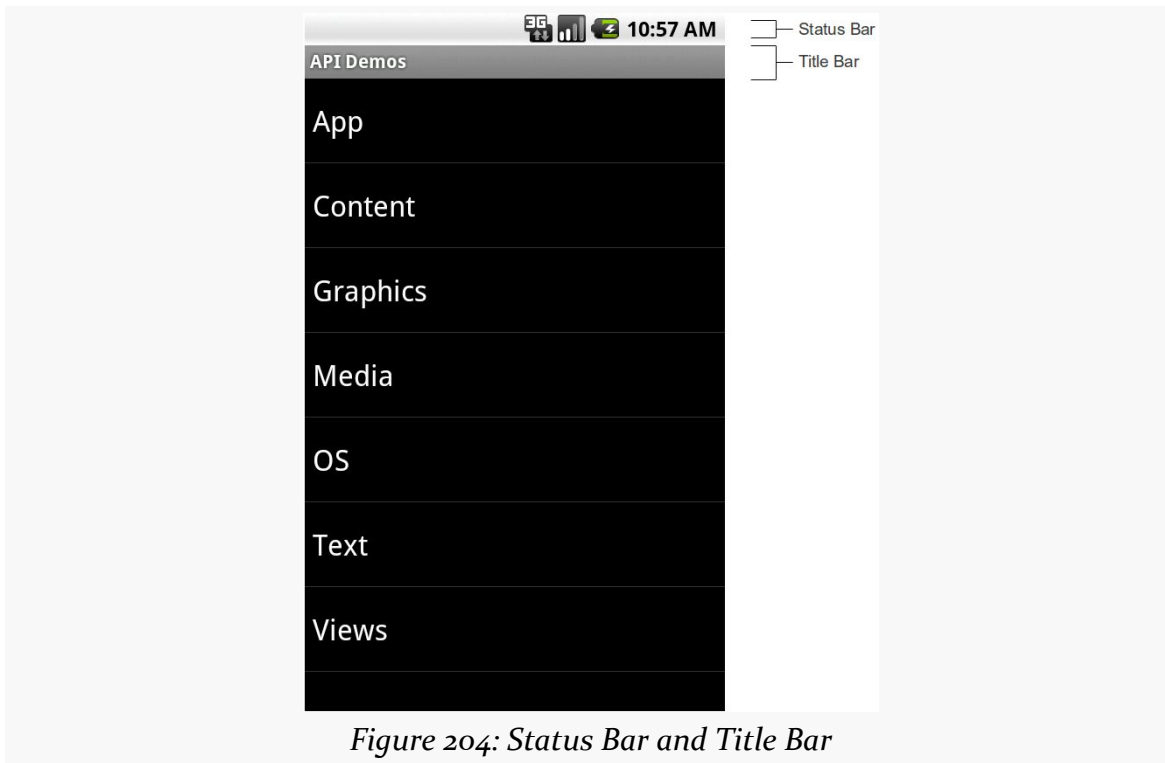 3G 10:57 AM Status Bar
API Demos Title Bar
App
Content
Graphics
Media
OS
Text
Views
Figure 204: Status Bar and Title Bar